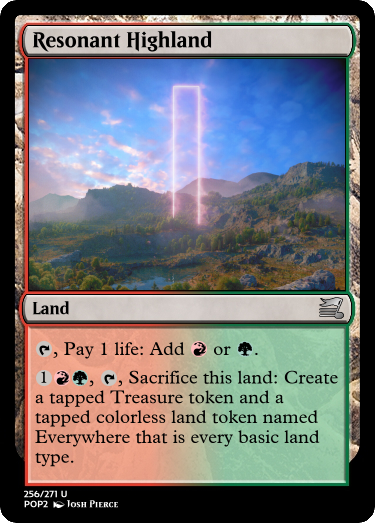 Resonant Highland
Land
, Pay 1 life: Add or .
1 , , Sacrifice this land: Create
a tapped Treasure token and a
tapped colorless land token named
Everywhere that is every basic land
type.
256/271 U
POP2 Josh Pierce